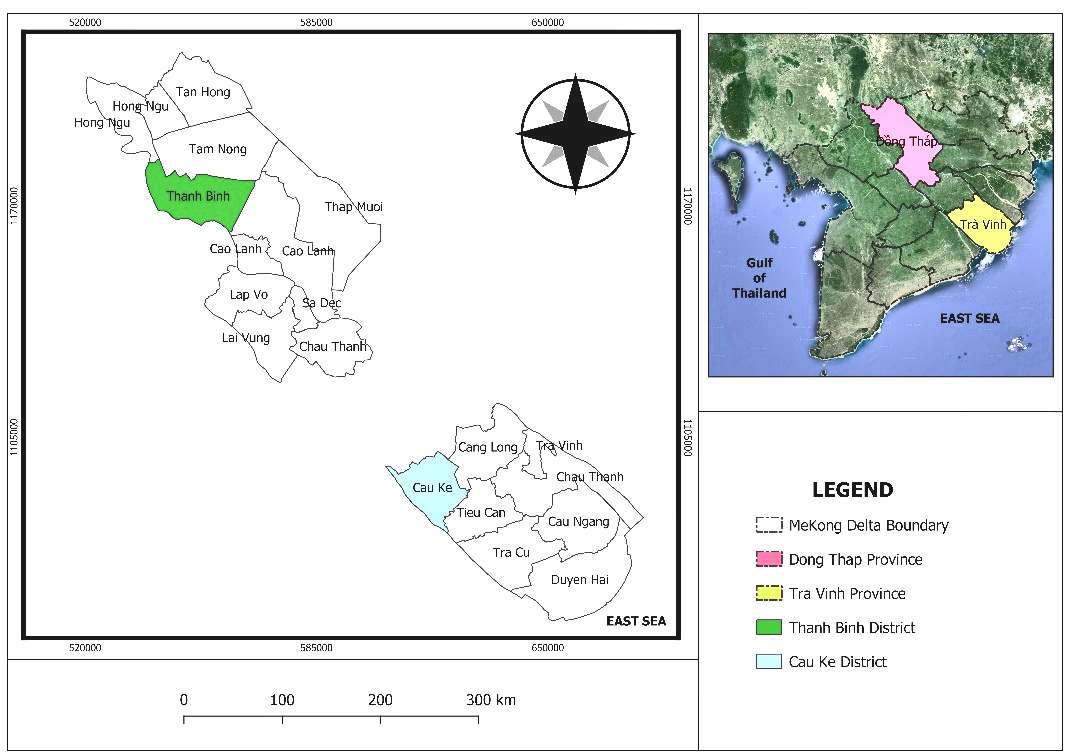 520000
585000
650000
Tan Hong
Hong Ngu
Hong Ngu
Tam Nong
Thanh Binh
Thap Muoi
Cao Lanh
Cao Lanh
Lap Vo
Sa Dec
Lai Vung
Chau Thanh
1170000
1170000
1105000
1105000
Cang Long
Tra Vinh
Chau Thanh
Cau Ke
Tieu Can
Cau Ngang
Tra Cu
Duyen Hai
EAST SEA
520000
585000
650000
0
100
200
300 km
Đồng Tháp
Trà Vinh
Gulf
of
Thailand
EAST SEA
LEGEND
MeKong Delta Boundary
Dong Thap Province
Tra Vinh Province
Thanh Binh District
Cau Ke District